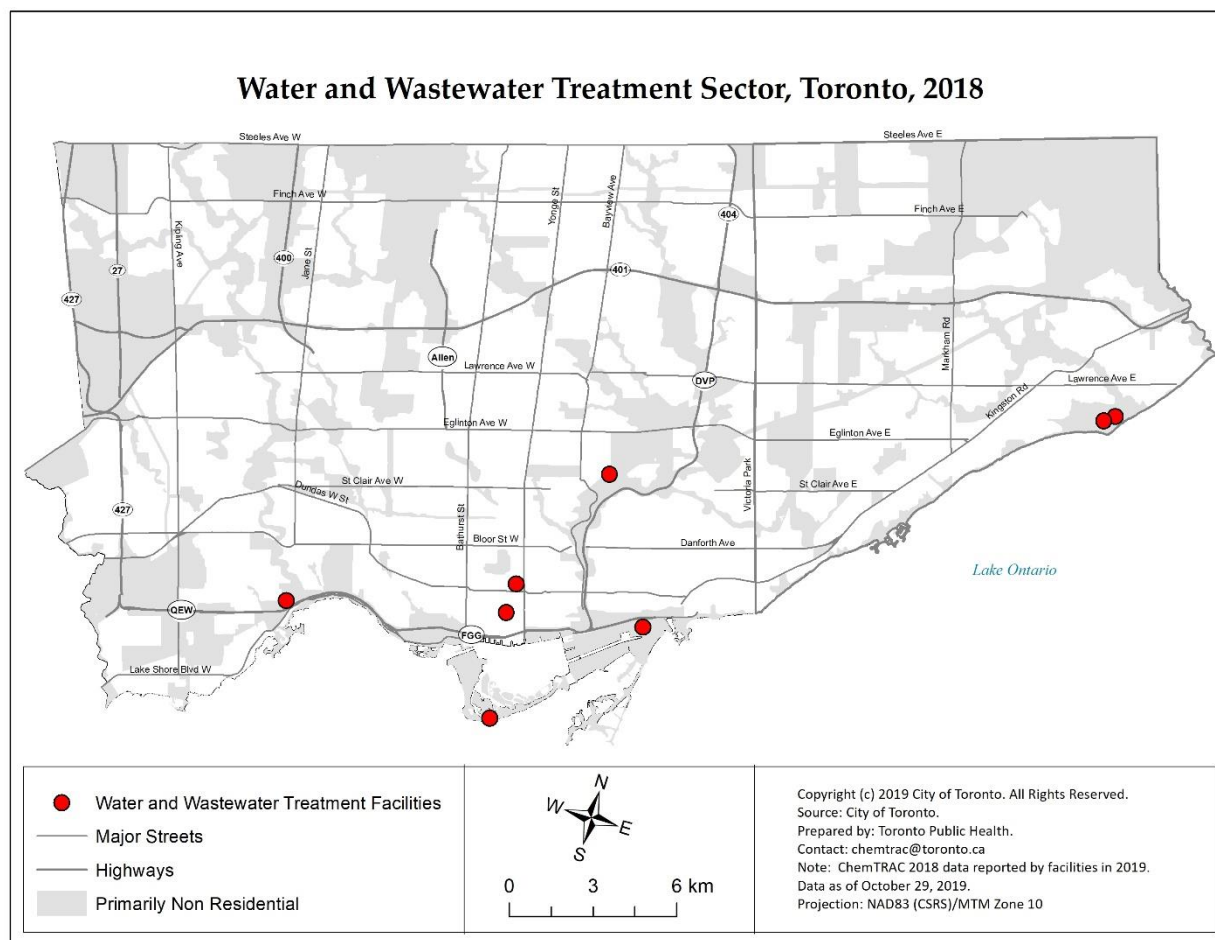 Water and Wastewater Treatment Sector, Toronto, 2018
Steeles Ave W
Steeles Ave E
Finch Ave W
Finch Ave E
Kipling Ave
Jane St
Yonge St
Bayview Ave
404
400
27
427
401
Allen
Lawrence Ave W
DVP
Lawrence Ave E
Markham Rd
Kingston Rd
Eglinton Ave W
Eglinton Ave E
St Clair Ave W
St Clair Ave E
Dundas W St
Victoria Park
427
Bathurst St
Bloor St W
Danforth Ave
Lake Ontario
QEW
FGG
Lake Shore Blvd W
Water and Wastewater Treatment Facilities
Major Streets
Highways
Primarily Non Residential
N
W
E
S
0 3 6 km
Copyright (c) 2019 City of Toronto. All Rights Reserved.
Source: City of Toronto.
Prepared by: Toronto Public Health.
Contact: chemtrac@toronto.ca
Note: ChemTRAC 2018 data reported by facilities in 2019.
Data as of October 29, 2019.
Projection: NAD83 (CSRS)/MTM Zone 10